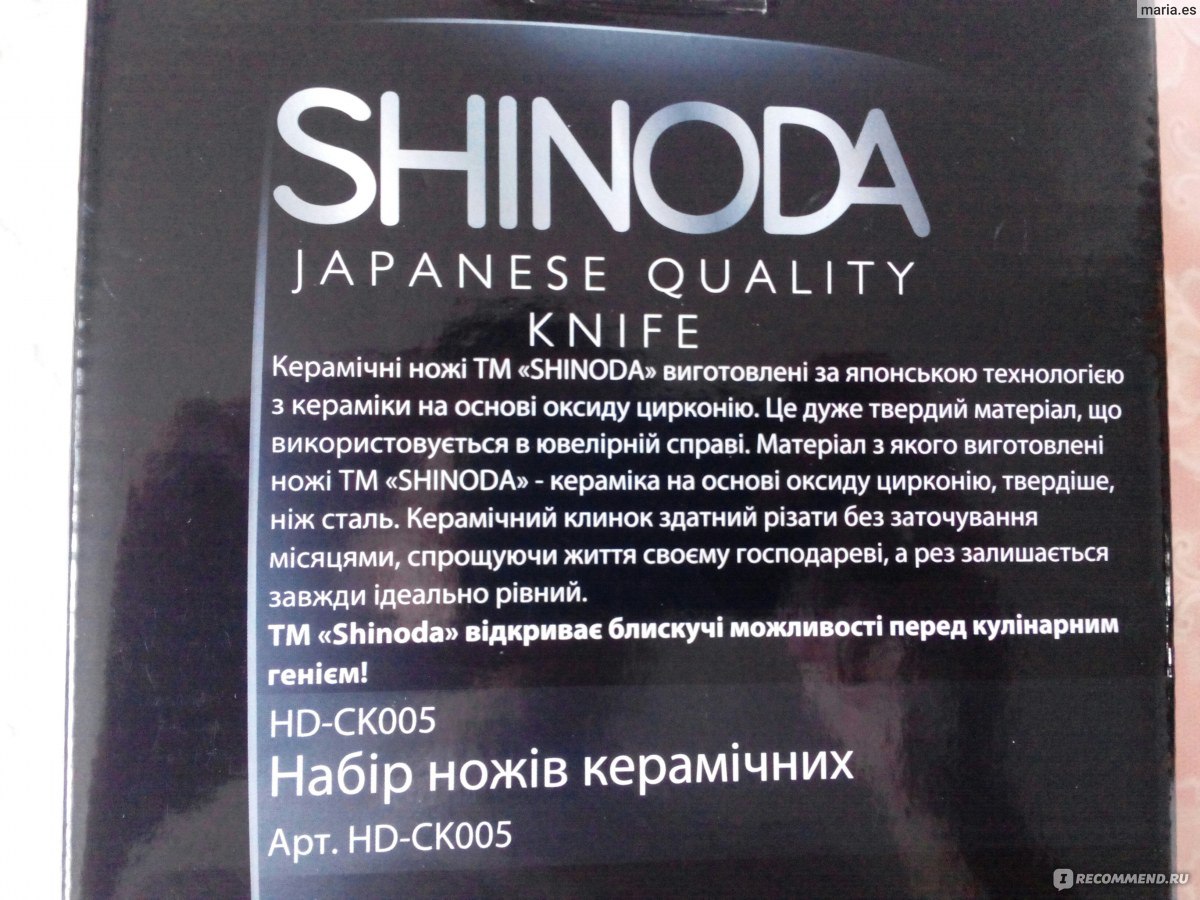 maria.es
SHINODA
JAPANESE QUALITY
KNIFE
Керамічні ножі ТМ «SHINODA» виготовлені за японською технологією
з кераміки на основі оксиду цирконію. Це дуже твердий матеріал, що
використовується в ювелірній справі. Матеріал з якого виготовлені
ножі ТМ «SHINODA» - кераміка на основі оксиду цирконію, твердіше,
ніж сталь. Керамічний клинок здатний різати без заточування
місяцями, спрощуючи життя своєму господареві, а рез залишається
завжди ідеально рівний.
ТМ «Shinoda» відкриває блискучі можливості перед кулінарним
генієм!
HD-CK005
Набір ножів керамічних
Арт. HD-CK005
IRECOMMEND.RU